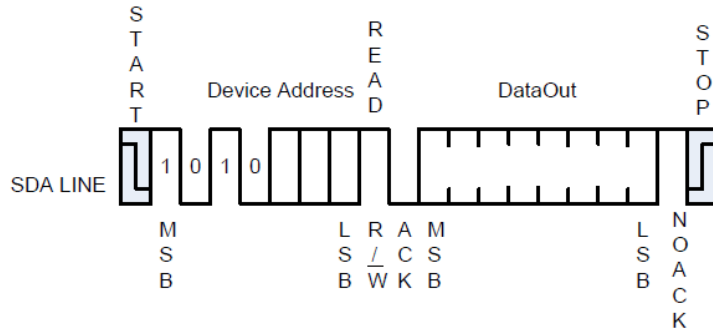 START
READ
STOP
Device Address
DataOut
SDA LINE
1 0 1 0
MSB
LSB
R/W
ACK
MSB
LSB
NOACK